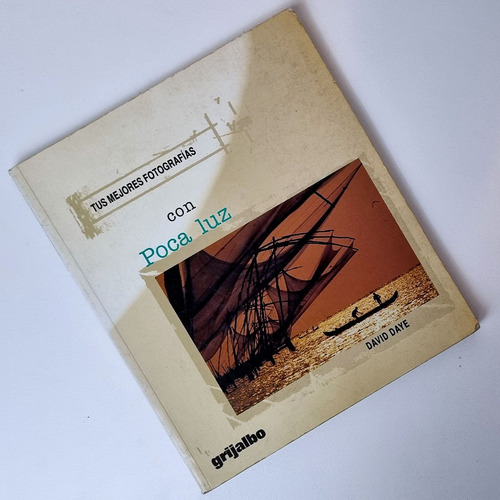 TUS MEJORES FOTOGRAFÍAS
con
Poca luz
DAVID DAYE
grijalbo